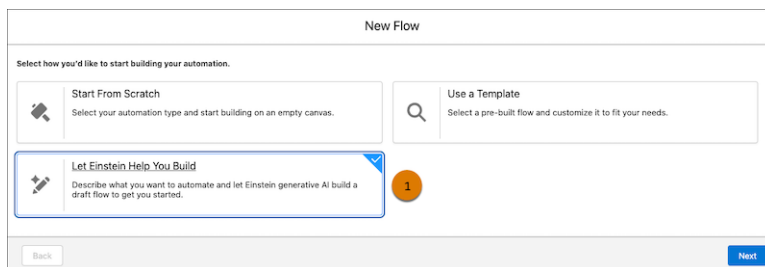 New Flow
Select how you'd like to start building your automation.
Start From Scratch
Select your automation type and start building on an empty canvas.
Use a Template
Select a pre-built flow and customize it to fit your needs.
Let Einstein Help You Build
Describe what you want to automate and let Einstein generative AI build a
draft flow to get you started.
1
Back
Next